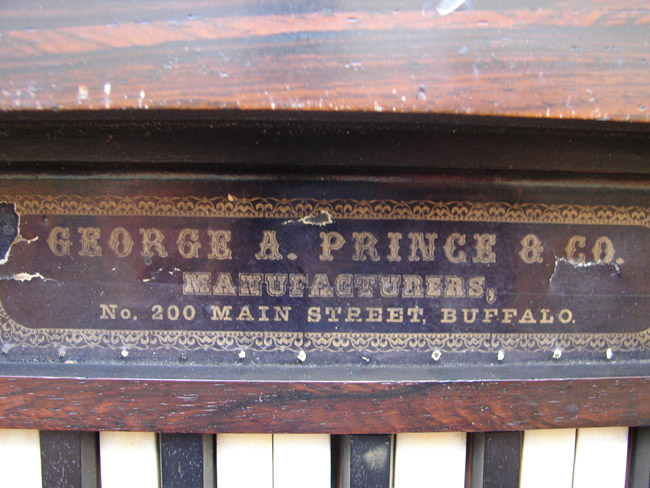 GEORGE A. PRINCE & CO.
MANUFACTURERS,
No. 200 MAIN STREET, BUFFALO.